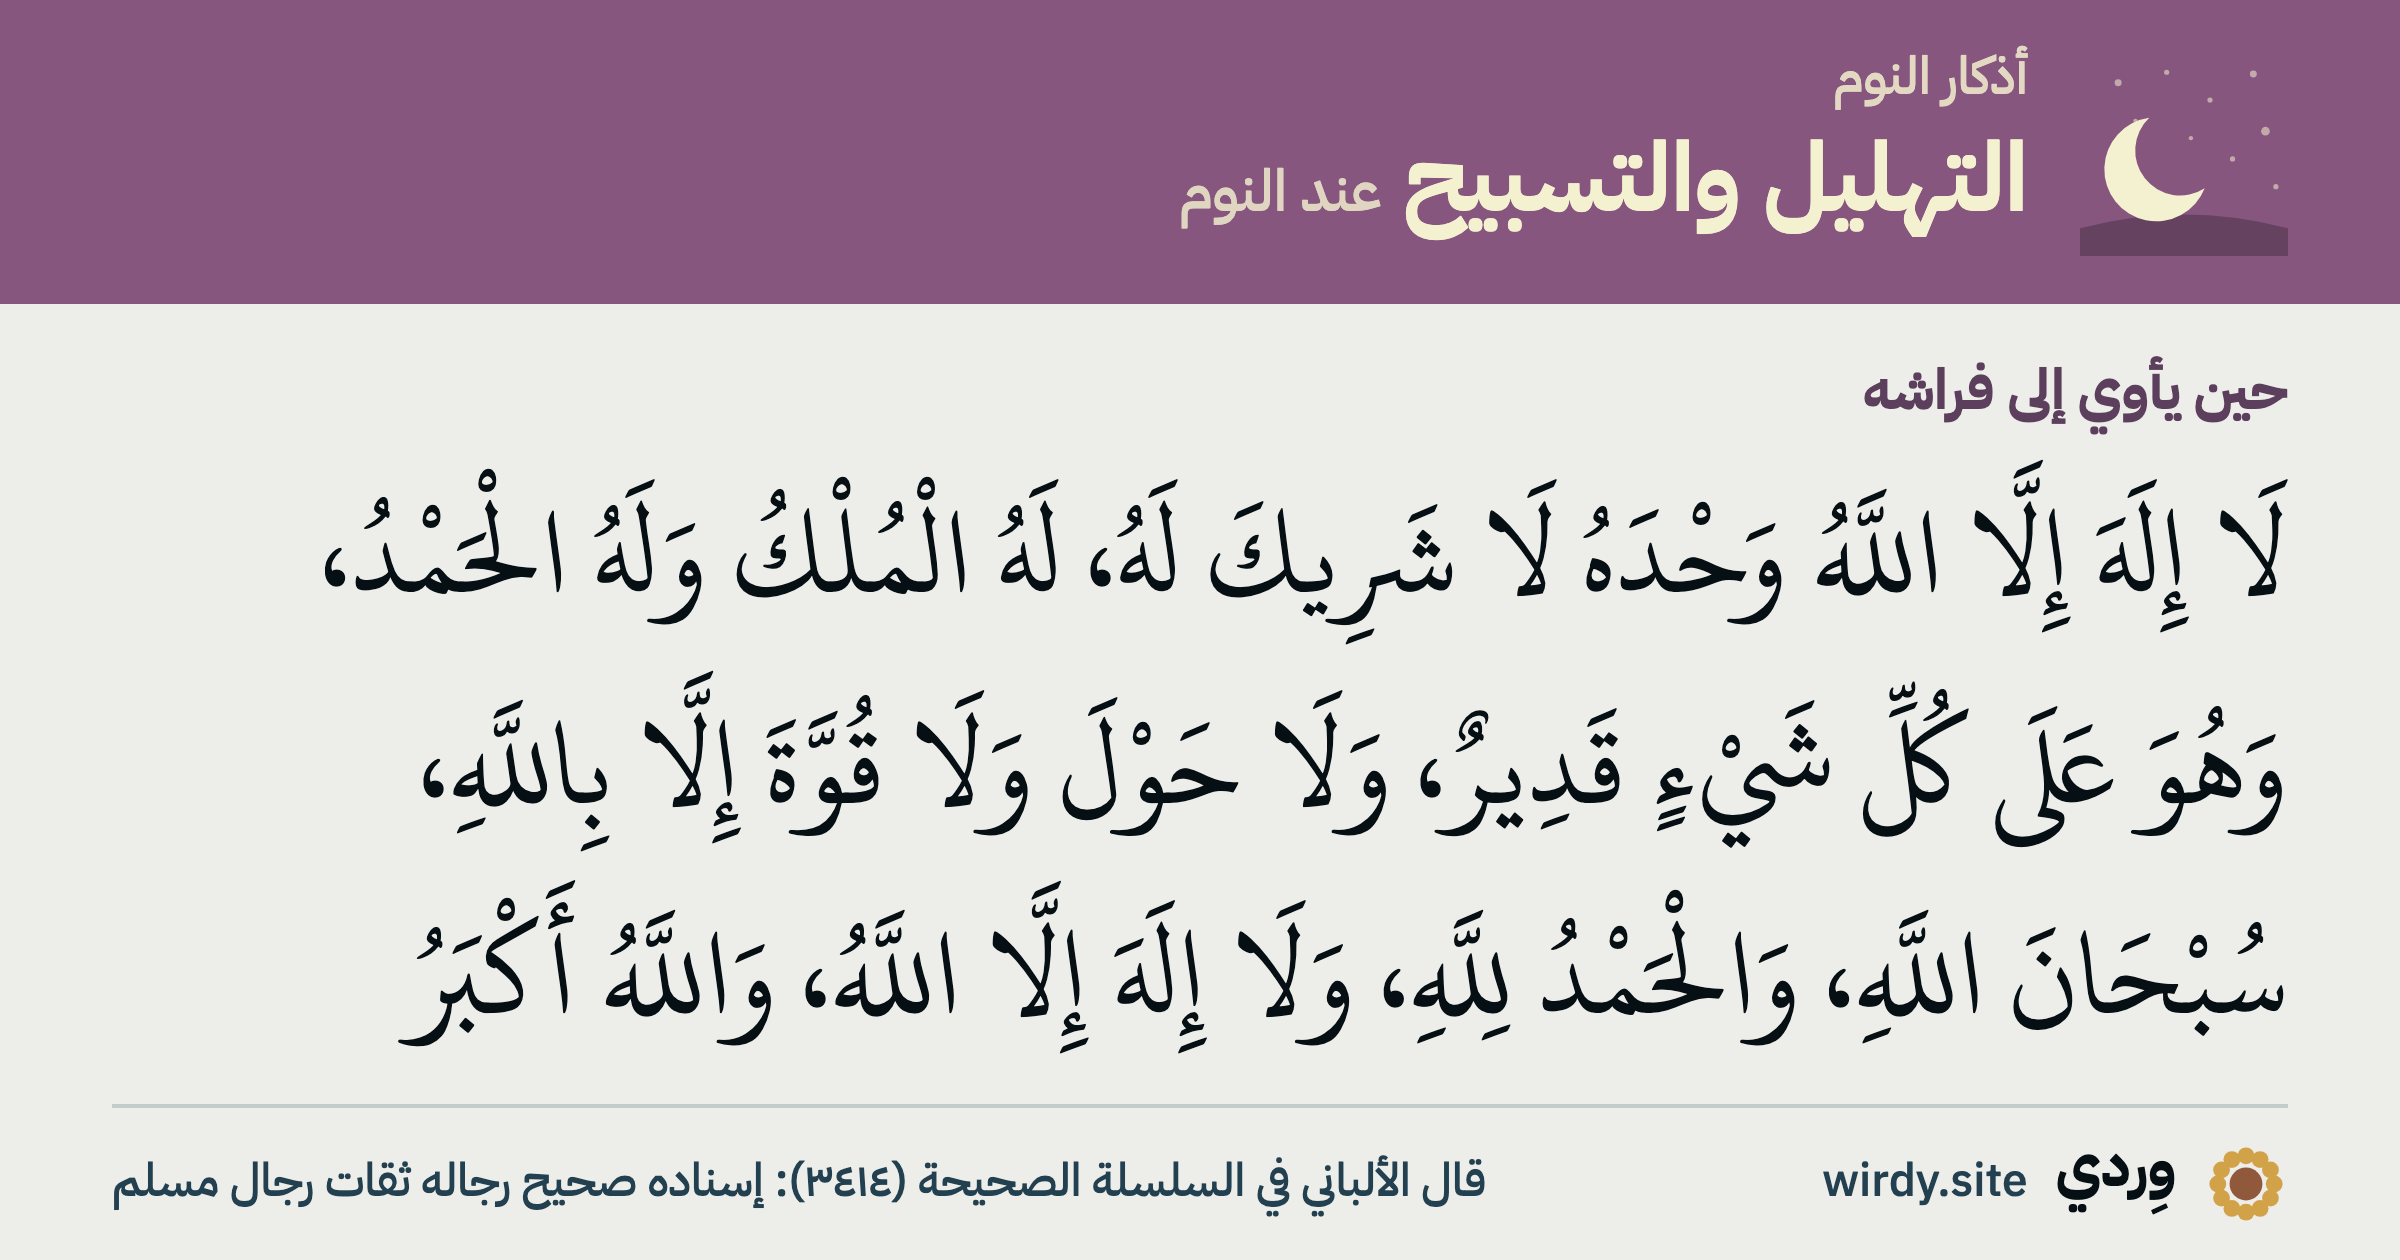 أذكار النوم
التهليل والتسبيح عند النوم
حين يأوي إلى فراشه
لَا إِلَهَ إِلَّا اللَّهُ وَحْدَهُ لَا شَرِيكَ لَهُ، لَهُ الْمُلْكُ وَلَهُ الْحَمْدُ،
وَهُوَ عَلَى كُلِّ شَيْءٍ قَدِيرٌ، وَلَا حَوْلَ وَلَا قُوَّةَ إِلَّا بِاللَّهِ،
سُبْحَانَ اللَّهِ، وَالْحَمْدُ لِلَّهِ، وَلَا إِلَهَ إِلَّا اللَّهُ، وَاللَّهُ أَكْبَرُ
وِردي wirdy.site
قال الألباني في السلسلة الصحيحة (٣٤١٤): إسناده صحيح رجاله ثقات رجال مسلم